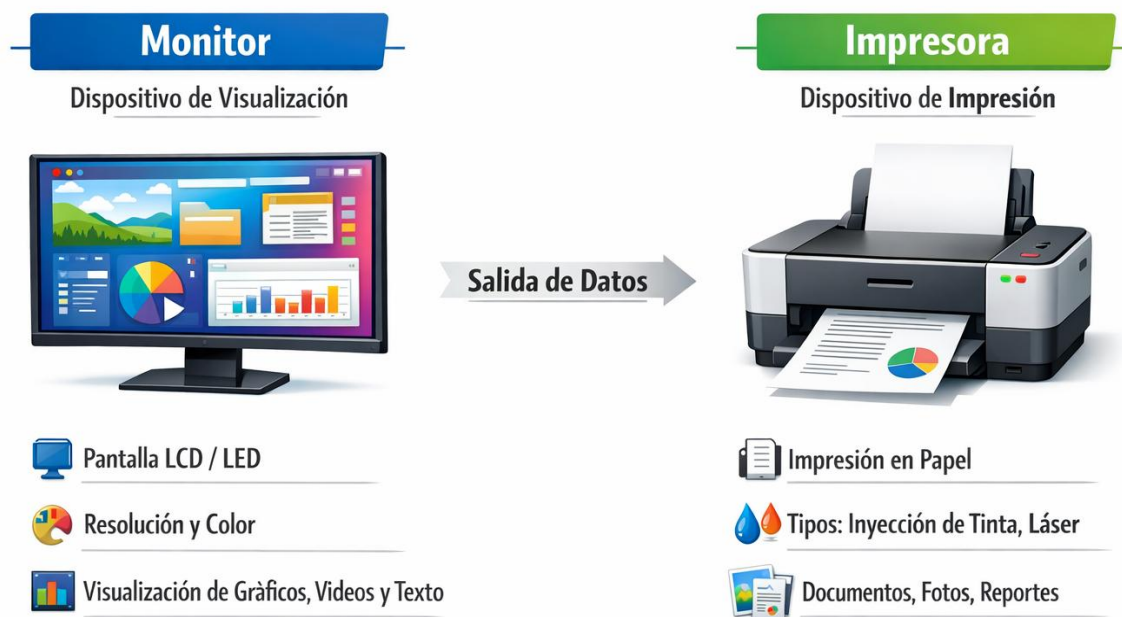 Monitor
Dispositivo de Visualización
Pantalla LCD / LED
Resolución y Color
Visualización de Gràficos, Videos y Texto
Salida de Datos
Impresora
Dispositivo de Impresión
Impresión en Papel
Tipos: Inyección de Tinta, Láser
Documentos, Fotos, Reportes